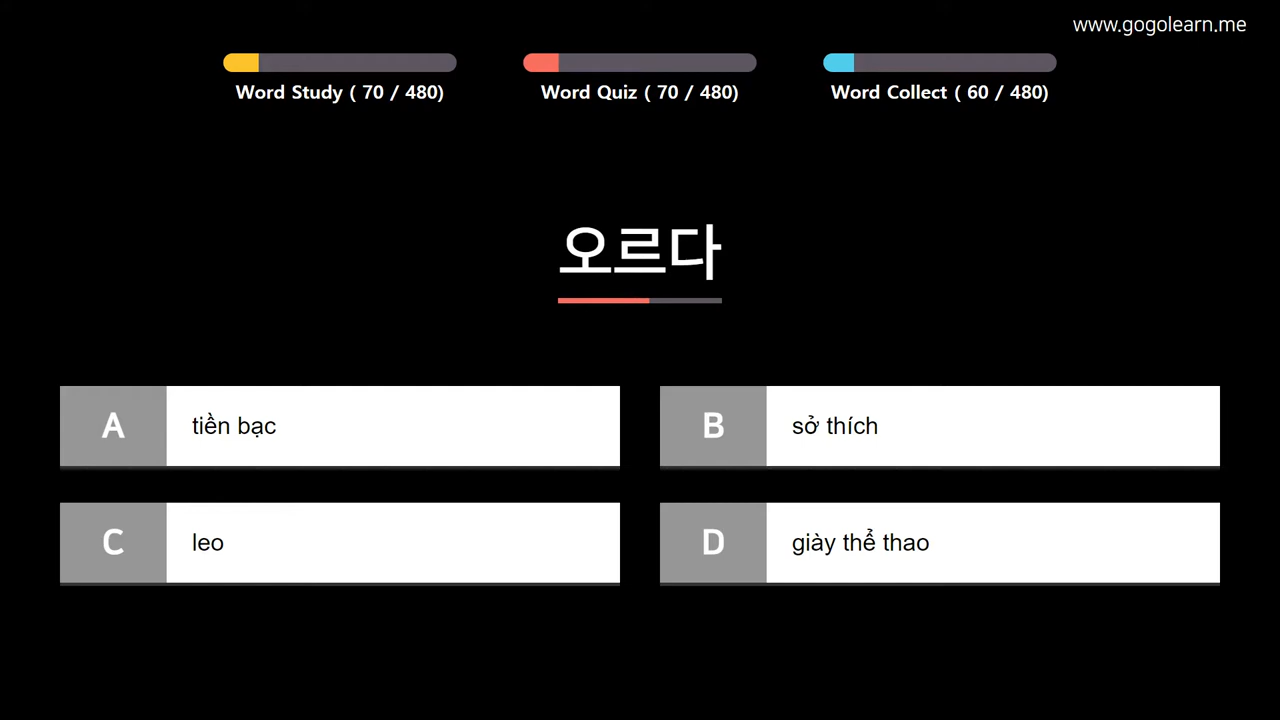 www.gogolearn.me
Word Study ( 70 / 480)
Word Quiz ( 70 / 480)
Word Collect ( 60 / 480)
오르다
A tiền bạc
B sở thích
C leo
D giày thể thao